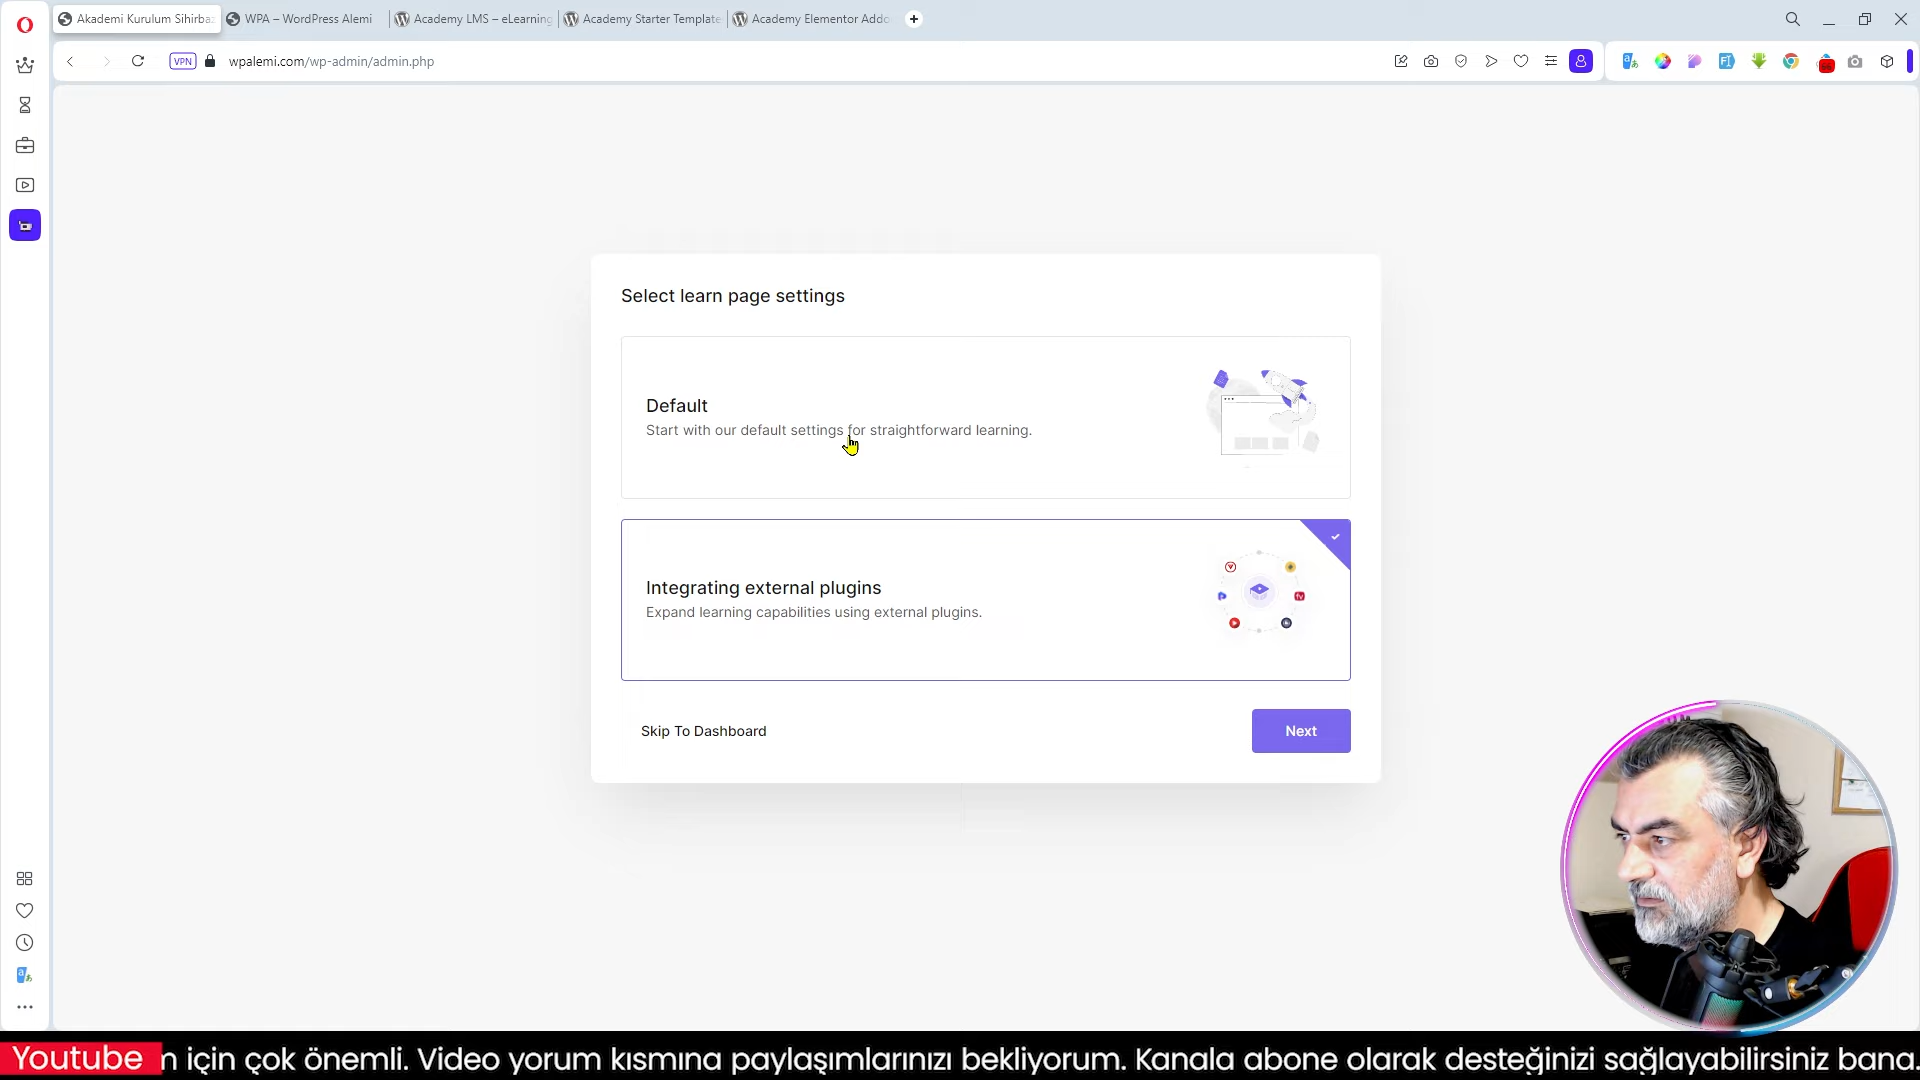 Akademi Kurulum Sihirba
WPA – WordPress Alemi
Academy LMS – eLearning
Academy Starter Template
Academy Elementor Addo
VPN
wpalemi.com/wp-admin/admin.php
Select learn page settings
Default
Start with our default settings for straightforward learning.
Integrating external plugins
Expand learning capabilities using external plugins.
Skip To Dashboard
Next
Youtube
m için çok önemli. Video yorum kısmına paylaşımlarınızı bekliyorum. Kanala abone olarak desteğinizi sağlayabilirsiniz bana.